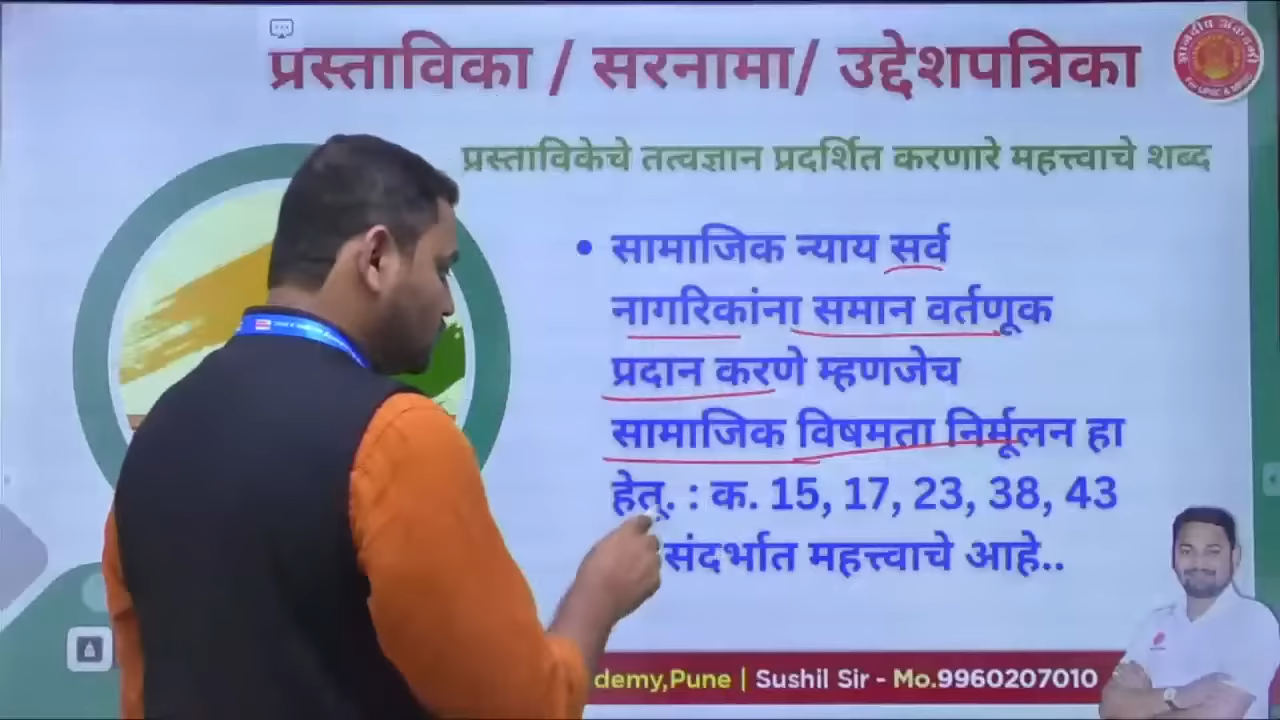 प्रस्ताविका / सरनामा/ उद्देशपत्रिका
प्रस्ताविकेचे तत्वज्ञान प्रदर्शित करणारे महत्त्वाचे शब्द
• सामाजिक न्याय सर्व
नागरिकांना समान वर्तणूक
प्रदान करणे म्हणजेच
सामाजिक विषमता निर्मूलन हा
हेतू. : क. 15, 17, 23, 38, 43
संदर्भात महत्त्वाचे आहे..
demy,Pune | Sushil Sir - Mo.9960207010